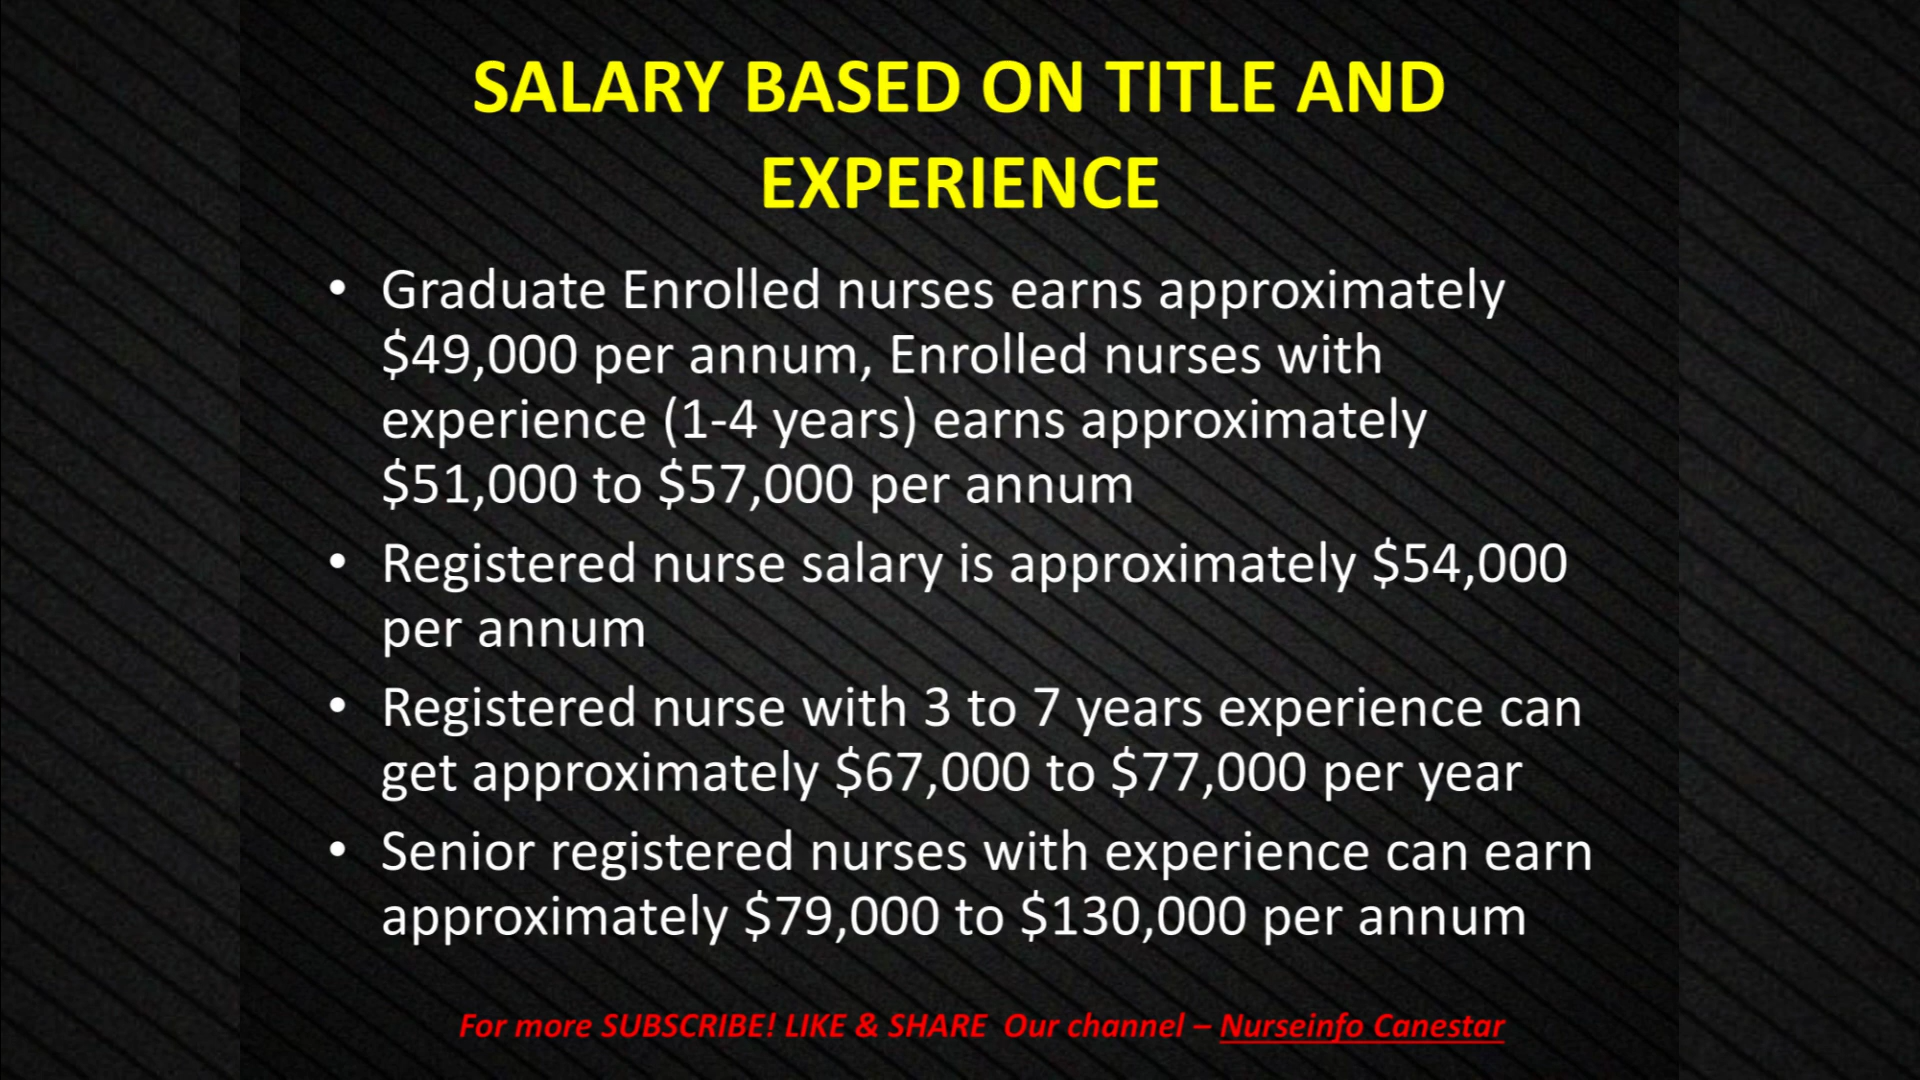 SALARY BASED ON TITLE AND
EXPERIENCE
• Graduate Enrolled nurses earns approximately
$49,000 per annum, Enrolled nurses with
experience (1-4 years) earns approximately
$51,000 to $57,000 per annum
• Registered nurse salary is approximately $54,000
per annum
• Registered nurse with 3 to 7 years experience can
get approximately $67,000 to $77,000 per year
• Senior registered nurses with experience can earn
approximately $79,000 to $130,000 per annum
For more SUBSCRIBE! LIKE & SHARE Our channel – Nurseinfo Canestar